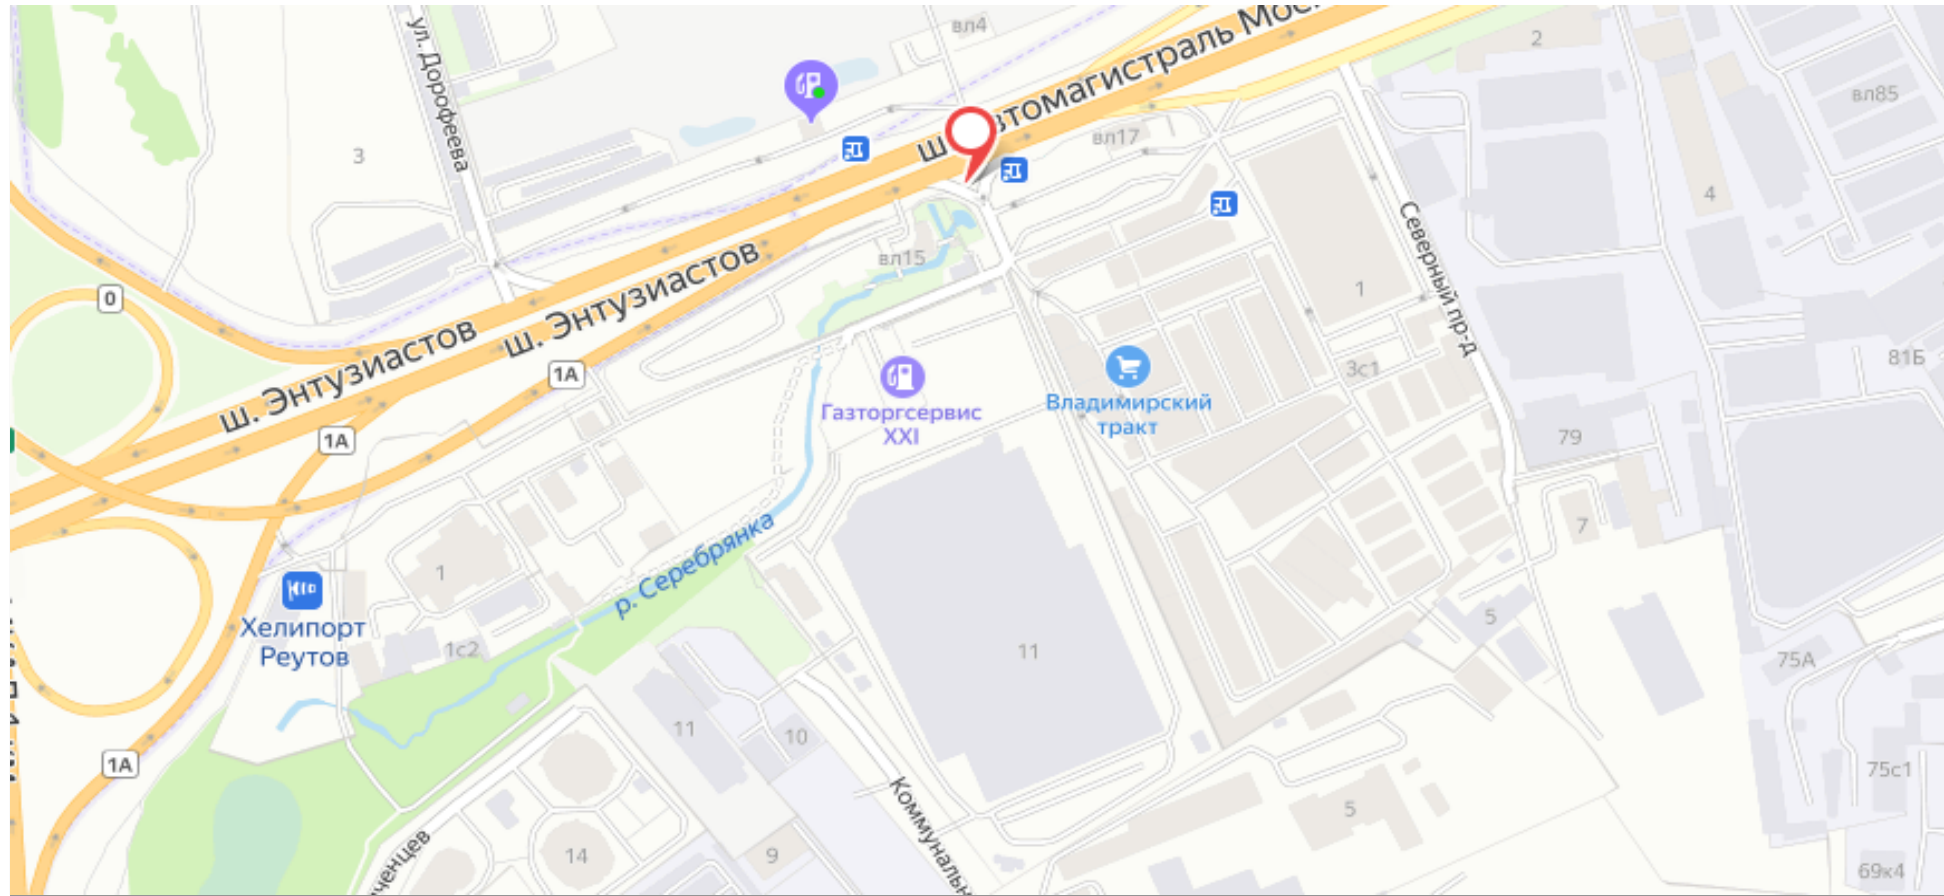 вл4
ш. Автомагистраль Мос
2
ул. Дорофеева
вл85
вл17
3
4
Северный пр-д
вл15
ш. Энтузиастов
0
1
ш. Энтузиастов
81Б
3с1
1А
Владимирский
тракт
Газторгсервис
XXI
1А
79
7
р. Серебрянка
1
Хелипорт
Реутов
5
1с2
11
75А
11
10
1А
75с1
Коммунальн
5
ченцев
14
9
69к4